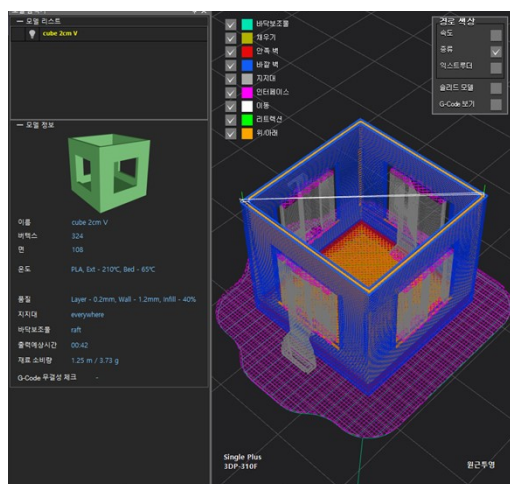 모델 리스트
cube 2cm V
모델 정보
이름 cube 2cm V
버텍스 324
면 108
온도 PLA, Ext - 210℃, Bed - 65℃
품질 Layer - 0.2mm, Wall - 1.2mm, infill - 40%
지지대 everywhere
바닥보조물 raft
출력예상시간 00:42
재료 소비량 1.25 m / 3.73 g
G-Code 무결성 체크 -
바닥보조물
채우기
안쪽 벽
바깥 벽
지지대
인터페이스
이동
리트렉션
위/아래
경로 색상
속도
종류
익스트루더
솔리드 모델
G-Code 보기
Single Plus
3DP-310F
원근투영